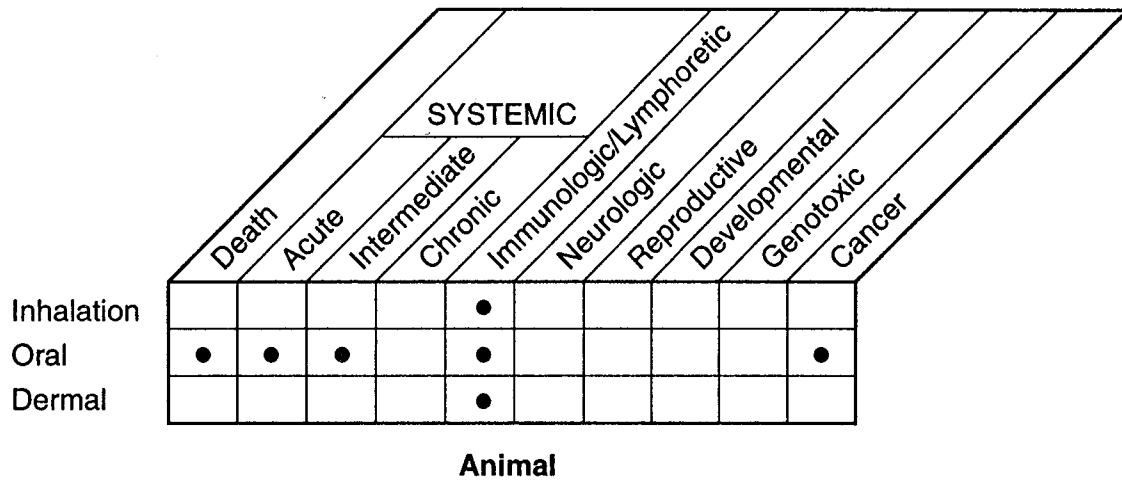 SYSTEMIC
Death
Acute
Intermediate
Chronic
Immunologic/Lymphoretic
Neurologic
Reproductive
Developmental
Genotoxic
Cancer
Inhalation
Oral
Dermal
Animal